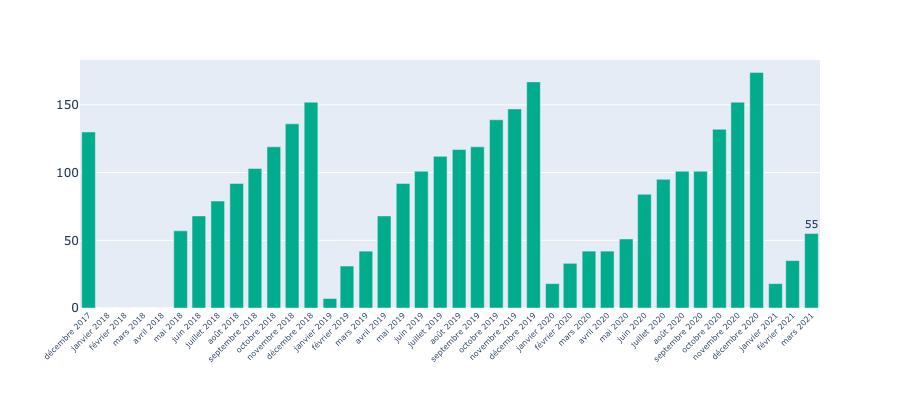 150
100
50
0
55
décembre 2017
janvier 2018
février 2018
mars 2018
avril 2018
mai 2018
juin 2018
juillet 2018
août 2018
septembre 2018
octobre 2018
novembre 2018
décembre 2018
janvier 2019
février 2019
mars 2019
avril 2019
mai 2019
juin 2019
juillet 2019
août 2019
septembre 2019
octobre 2019
novembre 2019
décembre 2019
janvier 2020
février 2020
mars 2020
avril 2020
mai 2020
juin 2020
juillet 2020
août 2020
septembre 2020
octobre 2020
novembre 2020
décembre 2020
janvier 2021
février 2021
mars 2021